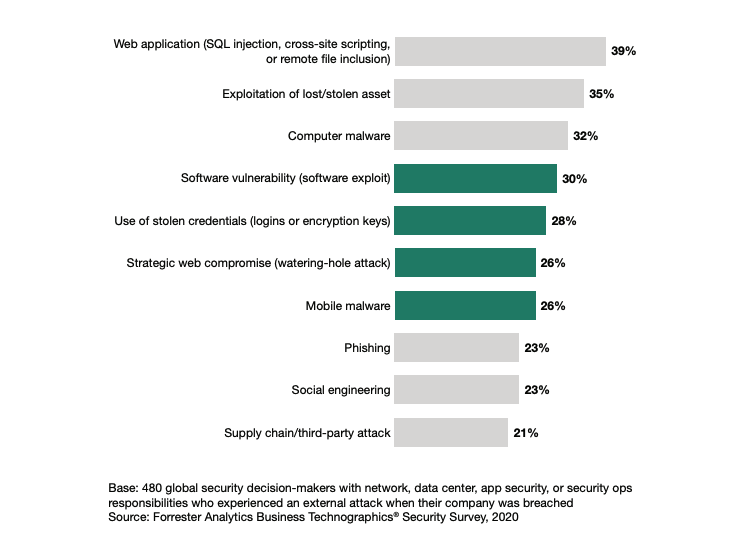 Web application (SQL injection, cross-site scripting,
or remote file inclusion)
39%
Exploitation of lost/stolen asset
35%
Computer malware
32%
Software vulnerability (software exploit)
30%
Use of stolen credentials (logins or encryption keys)
28%
Strategic web compromise (watering-hole attack)
26%
Mobile malware
26%
Phishing
23%
Social engineering
23%
Supply chain/third-party attack
21%
Base: 480 global security decision-makers with network, data center, app security, or security ops
responsibilities who experienced an external attack when their company was breached
Source: Forrester Analytics Business Technographics® Security Survey, 2020